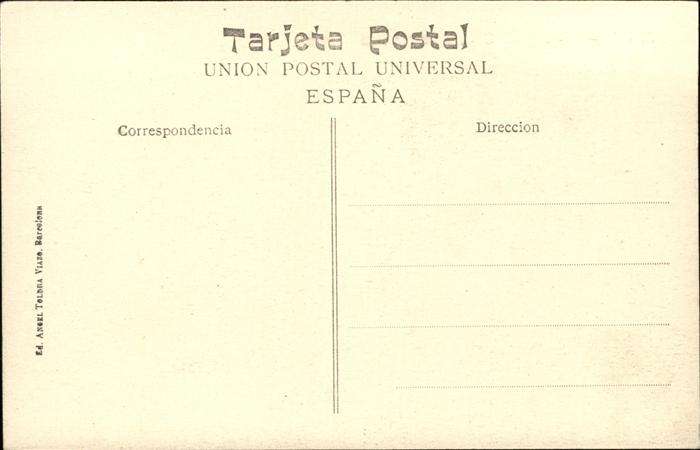 Tarjeta Postal
UNION POSTAL UNIVERSAL
ESPAÑA
Correspondencia
Direccion
Ed. ANGEL TOLDRA VIAZO, Barcelona